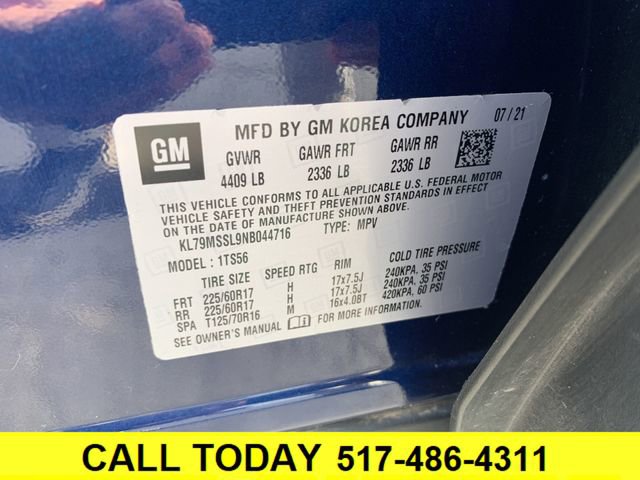 GM
MFD BY GM KOREA COMPANY 07/21
GVWR GAWR FRT GAWR RR
4409 LB 2336 LB 2336 LB
THIS VEHICLE CONFORMS TO ALL APPLICABLE U.S. FEDERAL MOTOR
VEHICLE SAFETY AND THEFT PREVENTION STANDARDS IN EFFECT
ON THE DATE OF MANUFACTURE SHOWN ABOVE.
KL79MSSL9NB044716 TYPE: MPV
MODEL: 1TS56
TIRE SIZE SPEED RTG RIM COLD TIRE PRESSURE
FRT 225/60R17 H 17x7.5J 240KPA, 35 PSI
RR 225/60R17 H 17x7.5J 240KPA, 35 PSI
SPA T125/70R16 M 16x4.0BT 420KPA, 60 PSI
SEE OWNER'S MANUAL FOR MORE INFORMATION.
CALL TODAY 517-486-4311